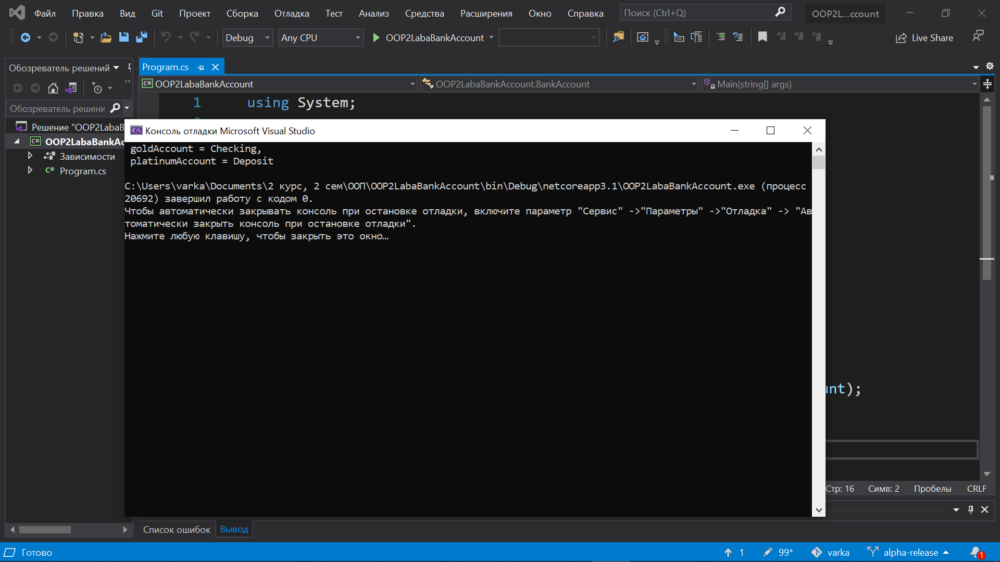 Файл Правка Вид Git Проект Сборка Отладка Тест Анализ Средства Расширения Окно Справка Поиск (Ctrl+Q) OOP2L...ccount
Debug Any CPU OOP2LabaBankAccount Live Share
Обозреватель решений
Program.cs
OOP2LabaBankAccount OOP2LabaBankAccount.BankAccount Main(string[] args)
Обозреватель решени
1 using System;
Решение "OOP2LabaB
OOP2LabaBankAc
Зависимости
Program.cs
Консоль отладки Microsoft Visual Studio
goldAccount = Checking,
platinumAccount = Deposit
C:\Users\varka\Documents\2 курс, 2 сем\ООП\OOP2LabaBankAccount\bin\Debug\netcoreapp3.1\OOP2LabaBankAccount.exe (процесс
20692) завершил работу с кодом 0.
Чтобы автоматически закрывать консоль при остановке отладки, включите параметр "Сервис" ->"Параметры" ->"Отладка" -> "Ав
томатически закрыть консоль при остановке отладки".
Нажмите любую клавишу, чтобы закрыть это окно…
unt);
Стр: 16 Симв: 2 Пробелы CRLF
Список ошибок Вывод
Готово 1 99* varka alpha-release 1